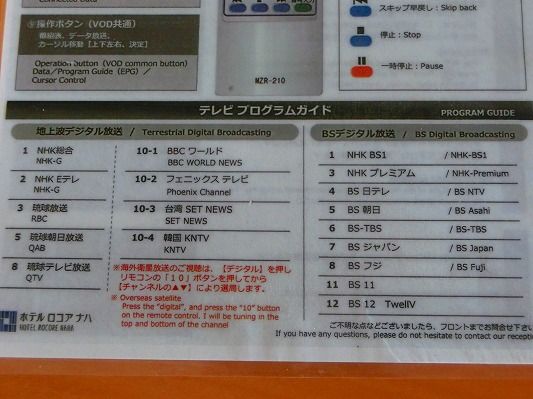 Connected Data
操作ボタン（VOD共通）
番組表、データ放送、
カーソル移動［上下左右、決定］
Operation button (VOD common button)
Data／Program Guide (EPG)／
Cursor Control
MZR-210
スキップ早戻し：Skip back
停止：Stop
一時停止：Pause
テレビ プログラムガイド
PROGRAM GUIDE
地上波デジタル放送 / Terrestrial Digital Broadcasting
1 NHK総合
NHK-G
2 NHK Eテレ
NHK-G
3 琉球放送
RBC
5 琉球朝日放送
QAB
8 琉球テレビ放送
QTV
10-1 BBC ワールド
BBC WORLD NEWS
10-2 フェニックス テレビ
Phoenix Channel
10-3 台湾 SET NEWS
SET NEWS
10-4 韓国 KNTV
KNTV
※海外衛星放送のご視聴は、【デジタル】を押し
リモコンの「１０」ボタンを押してから
【チャンネルの▲▼】により選局します。
※ Overseas satellite
Press the "digital", and press the "10" button
on the remote control. I will be tuning in the
top and bottom of the channel
BSデジタル放送 / BS Digital Broadcasting
1 NHK BS1 / NHK-BS1
3 NHK プレミアム / NHK-Premium
4 BS 日テレ / BS NTV
5 BS 朝日 / BS Asahi
6 BS-TBS / BS-TBS
7 BS ジャパン / BS Japan
8 BS フジ / BS Fuji
11 BS 11
12 BS 12 TwellV
ホテル ロコア ナハ
HOTEL ROCORE NAHA
ご不明な点などございましたら、フロントまでお問合せ下さい
If you have any questions, please do not hesitate to contact our recepti